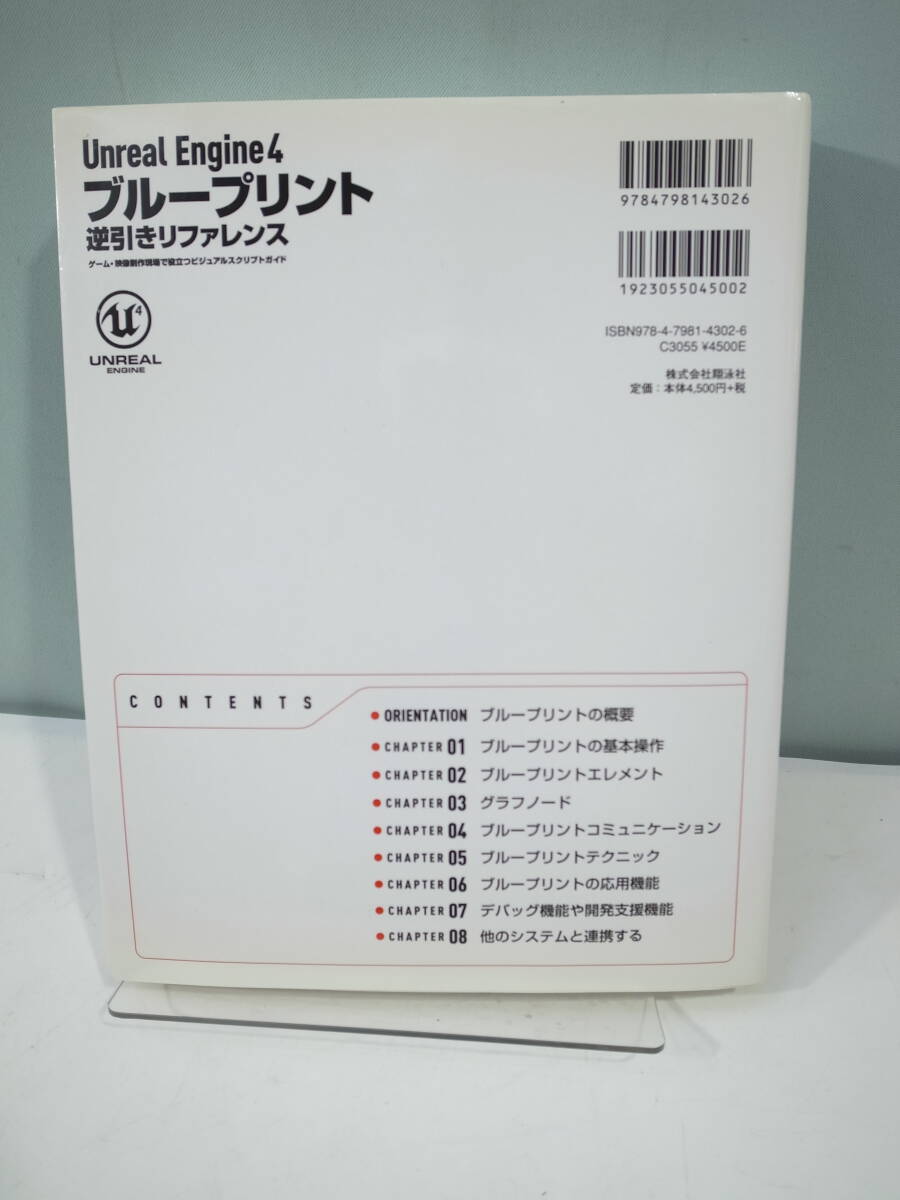 Unreal Engine4
ブループリント
逆引きリファレンス
ゲーム・映像制作現場で役立つビジュアルスクリプトガイド
UNREAL
ENGINE
9784798143026
1923055045002
ISBN978-4-7981-4302-6
C3055 ¥4500E
株式会社翔泳社
定価：本体4,500円+税
CONTENTS
● ORIENTATION ブループリントの概要
● CHAPTER 01 ブループリントの基本操作
● CHAPTER 02 ブループリントエレメント
● CHAPTER 03 グラフノード
● CHAPTER 04 ブループリントコミュニケーション
● CHAPTER 05 ブループリントテクニック
● CHAPTER 06 ブループリントの応用機能
● CHAPTER 07 デバッグ機能や開発支援機能
● CHAPTER 08 他のシステムと連携する